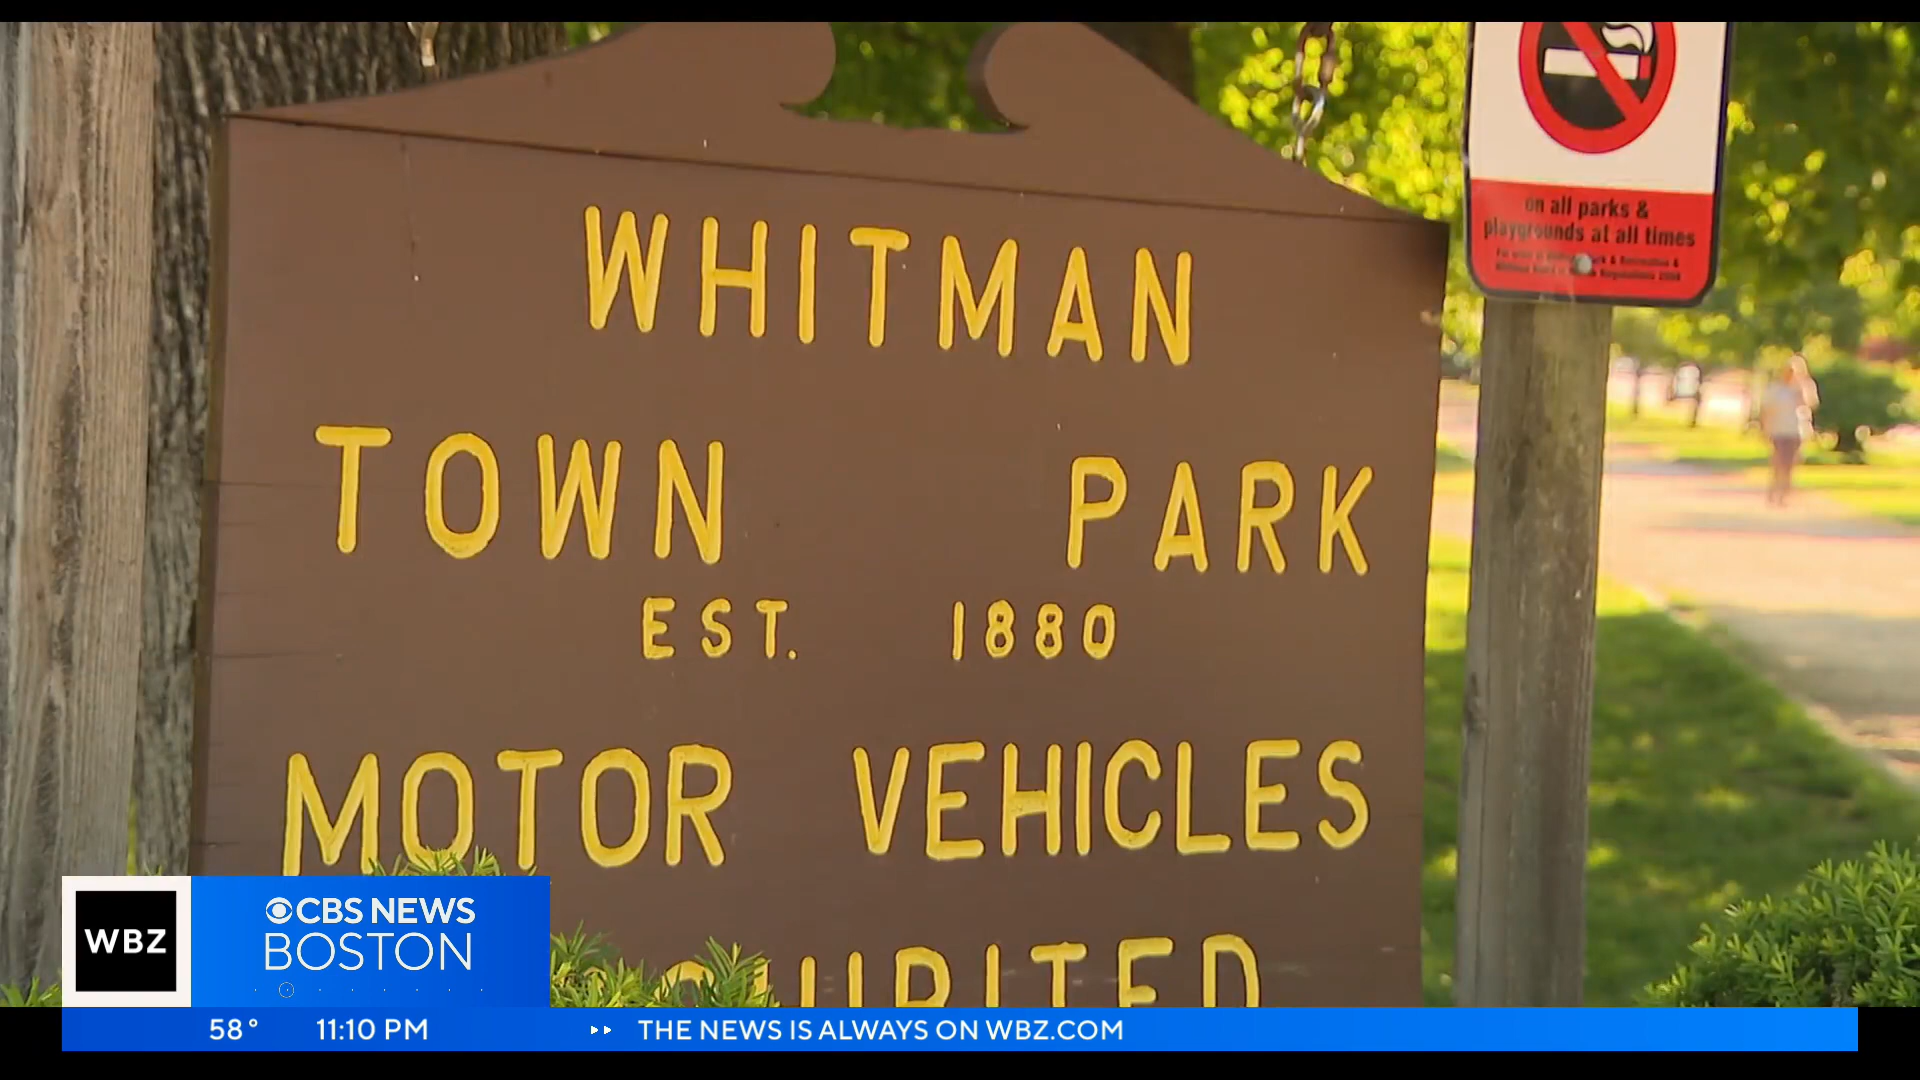 WHITMAN
TOWN PARK
EST. 1880
MOTOR VEHICLES
on all parks &
playgrounds at all times
WBZ
CBS NEWS
BOSTON
58° 11:10 PM THE NEWS IS ALWAYS ON WBZ.COM